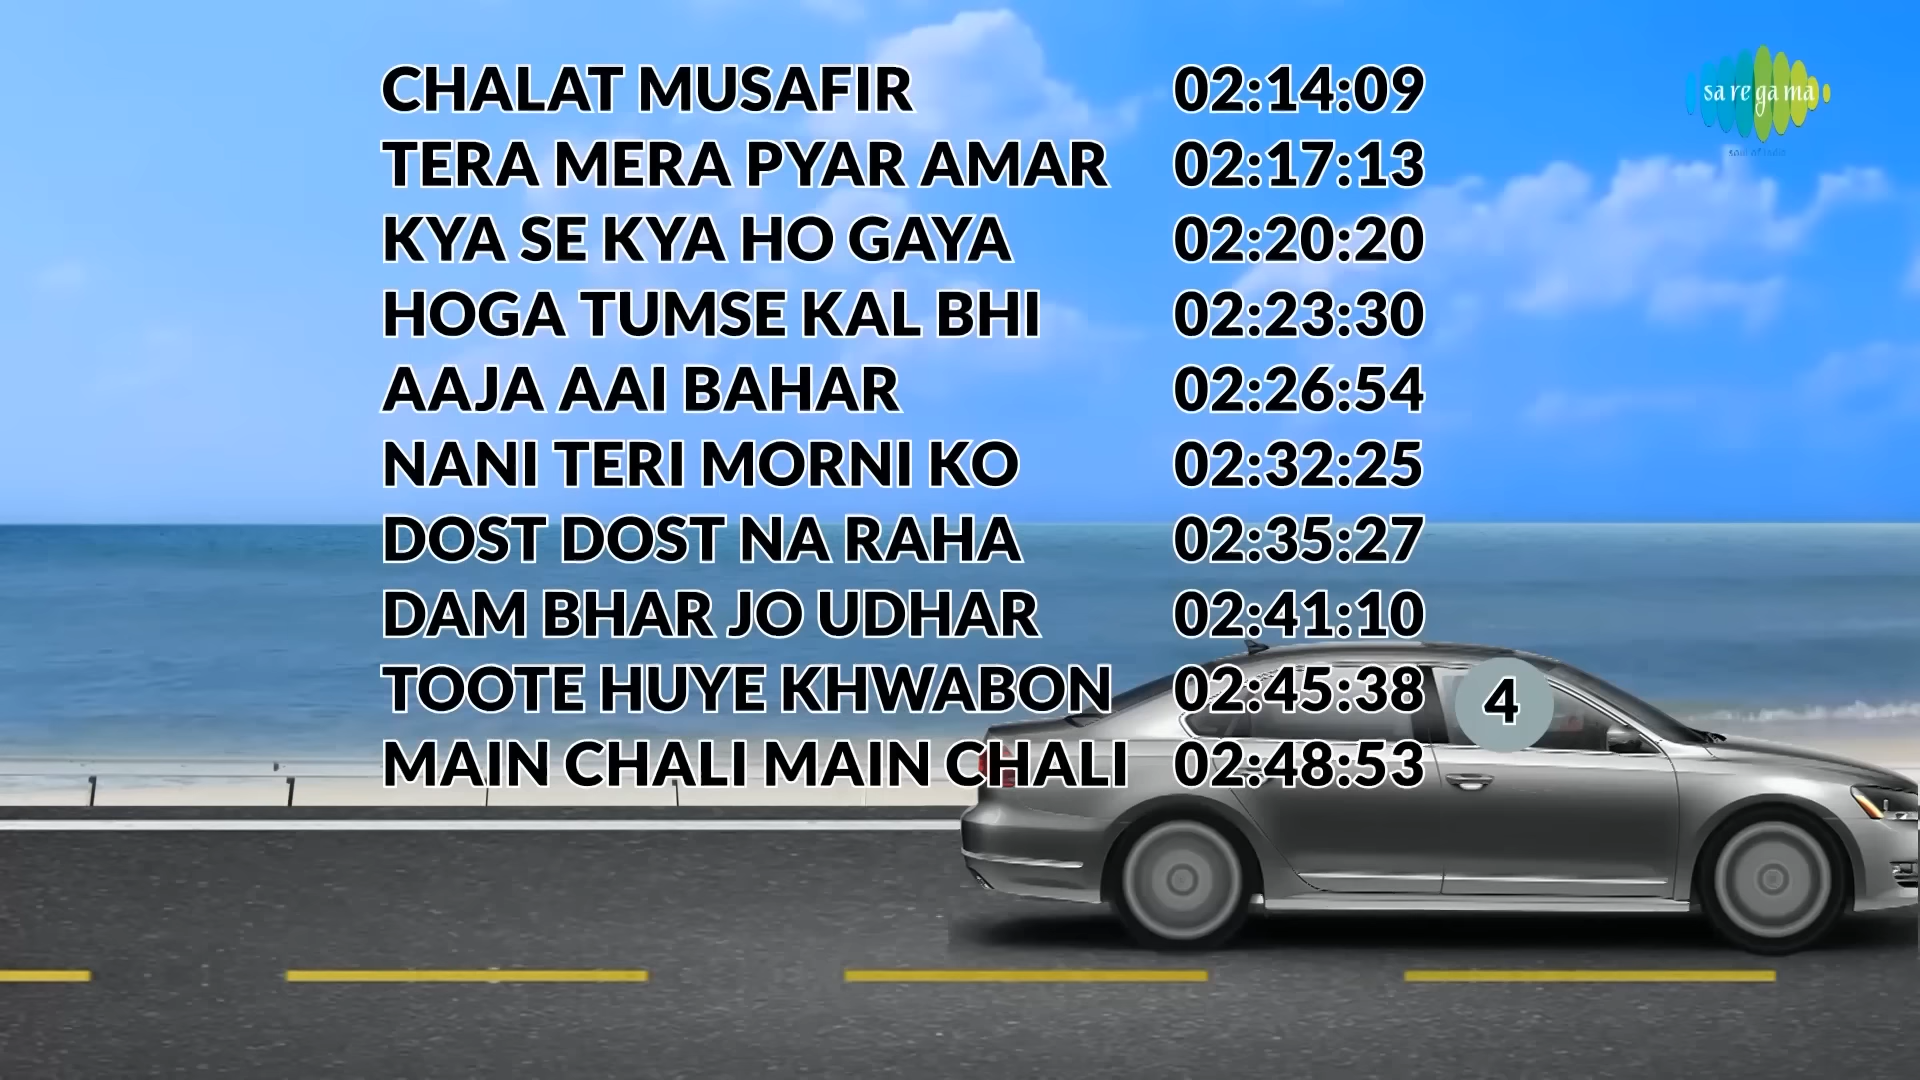 CHALAT MUSAFIR 02:14:09
TERA MERA PYAR AMAR 02:17:13
KYA SE KYA HO GAYA 02:20:20
HOGA TUMSE KAL BHI 02:23:30
AAJA AAI BAHAR 02:26:54
NANI TERI MORNI KO 02:32:25
DOST DOST NA RAHA 02:35:27
DAM BHAR JO UDHAR 02:41:10
TOOTE HUYE KHWABON 02:45:38
MAIN CHALI MAIN CHALI 02:48:53
4
sa re ga ma
soul of india